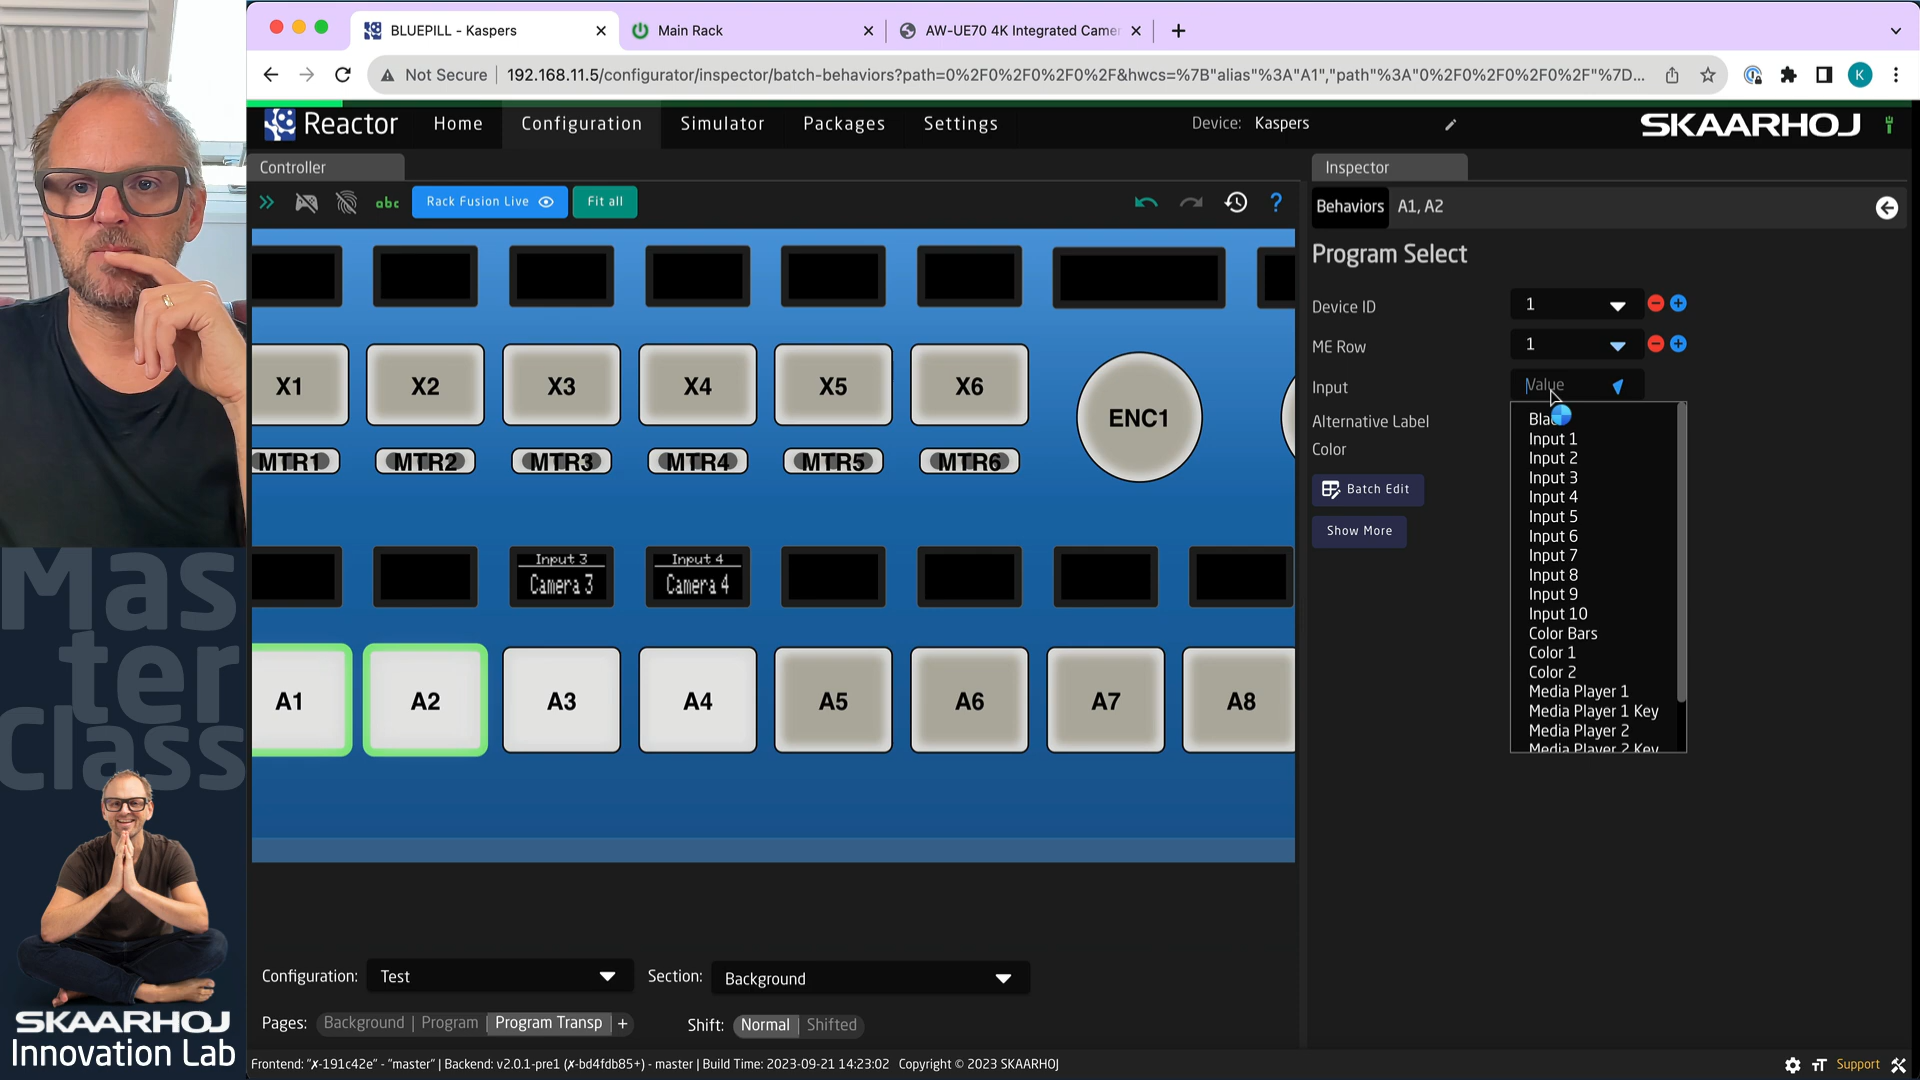 BLUEPILL - Kaspers
Main Rack
AW-UE70 4K Integrated Came
Not Secure
192.168.11.5/configurator/inspector/batch-behaviors?path=0%2F0%2F0%2F0%2F&hwcs=%7B"alias"%3A"A1","path"%3A"0%2F0%2F0%2F0%2F"%7D...
K
Reactor
Home
Configuration
Simulator
Packages
Settings
Device: Kaspers
SKAARHOJ
Controller
Inspector
abc
Rack Fusion Live
Fit all
?
Behaviors
A1, A2
Program Select
Device ID
1
ME Row
1
Input
Value
Alternative Label
Color
Batch Edit
Show More
Input 1
Input 2
Input 3
Input 4
Input 5
Input 6
Input 7
Input 8
Input 9
Input 10
Color Bars
Color 1
Color 2
Media Player 1
Media Player 1 Key
Media Player 2
Media Player 2 Key
X1
X2
X3
X4
X5
X6
ENC1
MTR1
MTR2
MTR3
MTR4
MTR5
MTR6
Input 3
Camera 3
Input 4
Camera 4
A1
A2
A3
A4
A5
A6
A7
A8
Configuration:
Test
Section:
Background
Pages:
Background
Program
Program Transp
+
Shift:
Normal
Shifted
Frontend: "✗-191c42e" - "master" | Backend: v2.0.1-pre1 (✗-bd4fdb85+) - master | Build Time: 2023-09-21 14:23:02 Copyright © 2023 SKAARHOJ
Support
Mas
ter
Class
SKAARHOJ
Innovation Lab